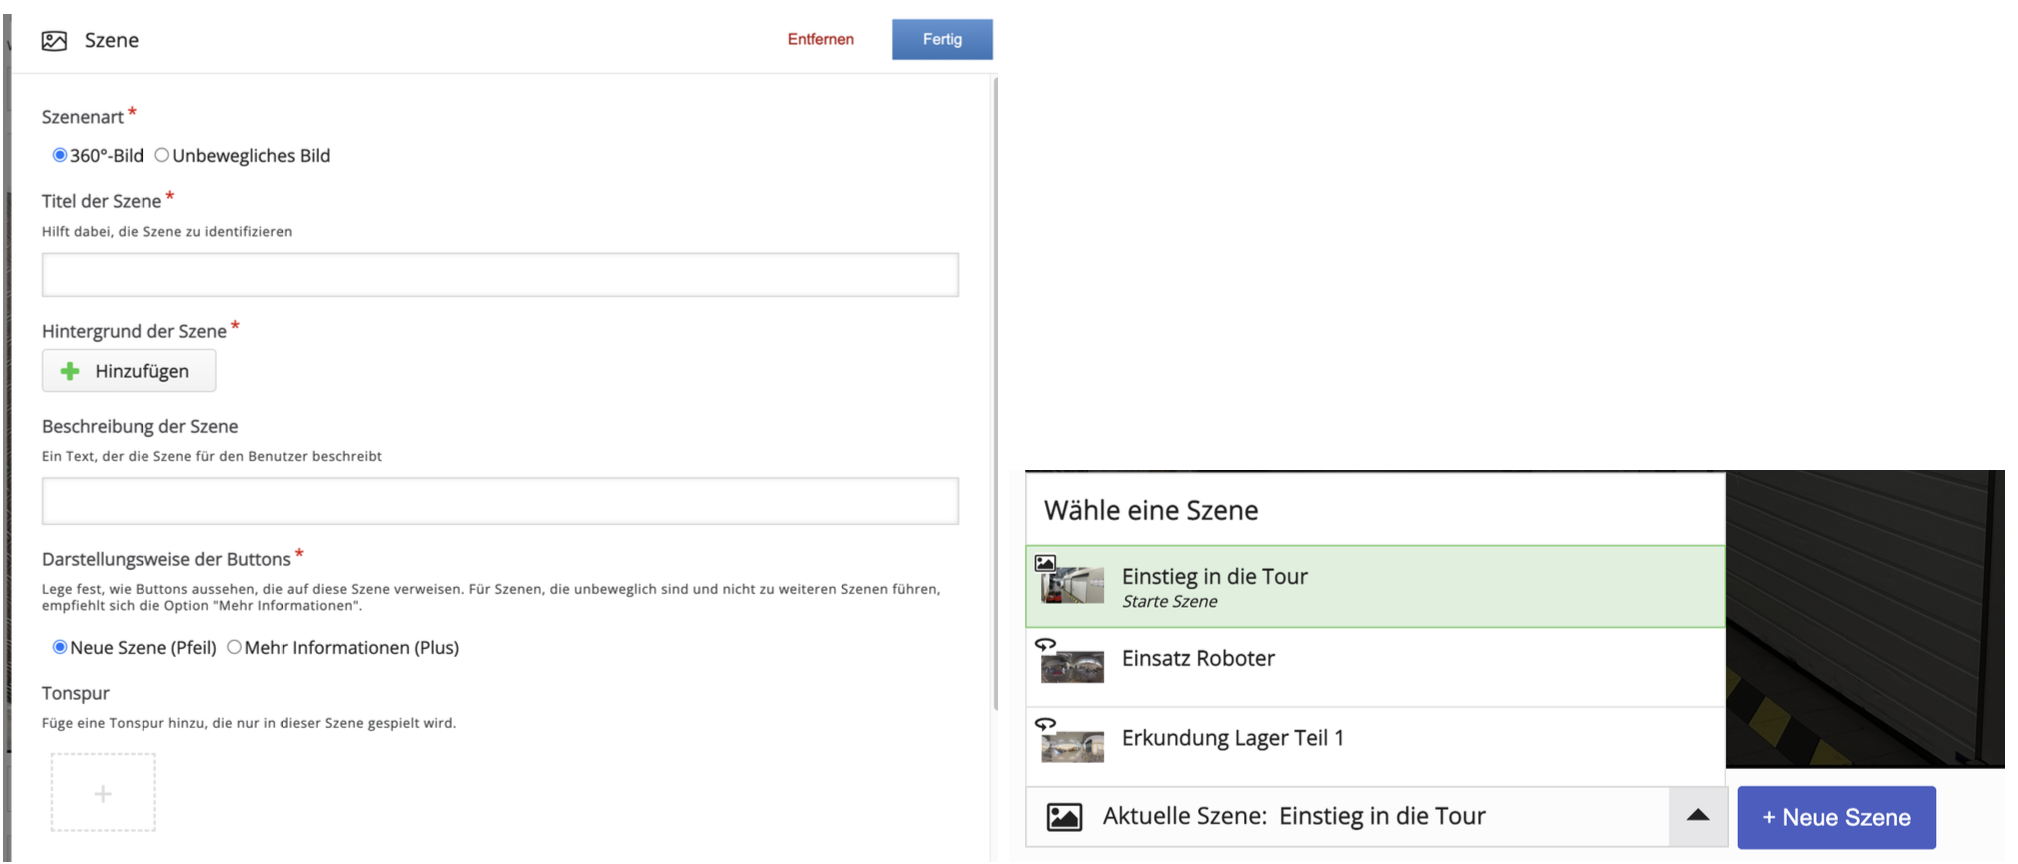 Szene
Entfernen
Fertig
Szenenart *
360°-Bild Unbewegliches Bild
Titel der Szene *
Hilft dabei, die Szene zu identifizieren
Hintergrund der Szene *
Hinzufügen
Beschreibung der Szene
Ein Text, der die Szene für den Benutzer beschreibt
Darstellungsweise der Buttons *
Lege fest, wie Buttons aussehen, die auf diese Szene verweisen. Für Szenen, die unbeweglich sind und nicht zu weiteren Szenen führen,
empfiehlt sich die Option "Mehr Informationen".
Neue Szene (Pfeil) Mehr Informationen (Plus)
Tonspur
Füge eine Tonspur hinzu, die nur in dieser Szene gespielt wird.
Wähle eine Szene
Einstieg in die Tour
Starte Szene
Einsatz Roboter
Erkundung Lager Teil 1
Aktuelle Szene: Einstieg in die Tour
+ Neue Szene